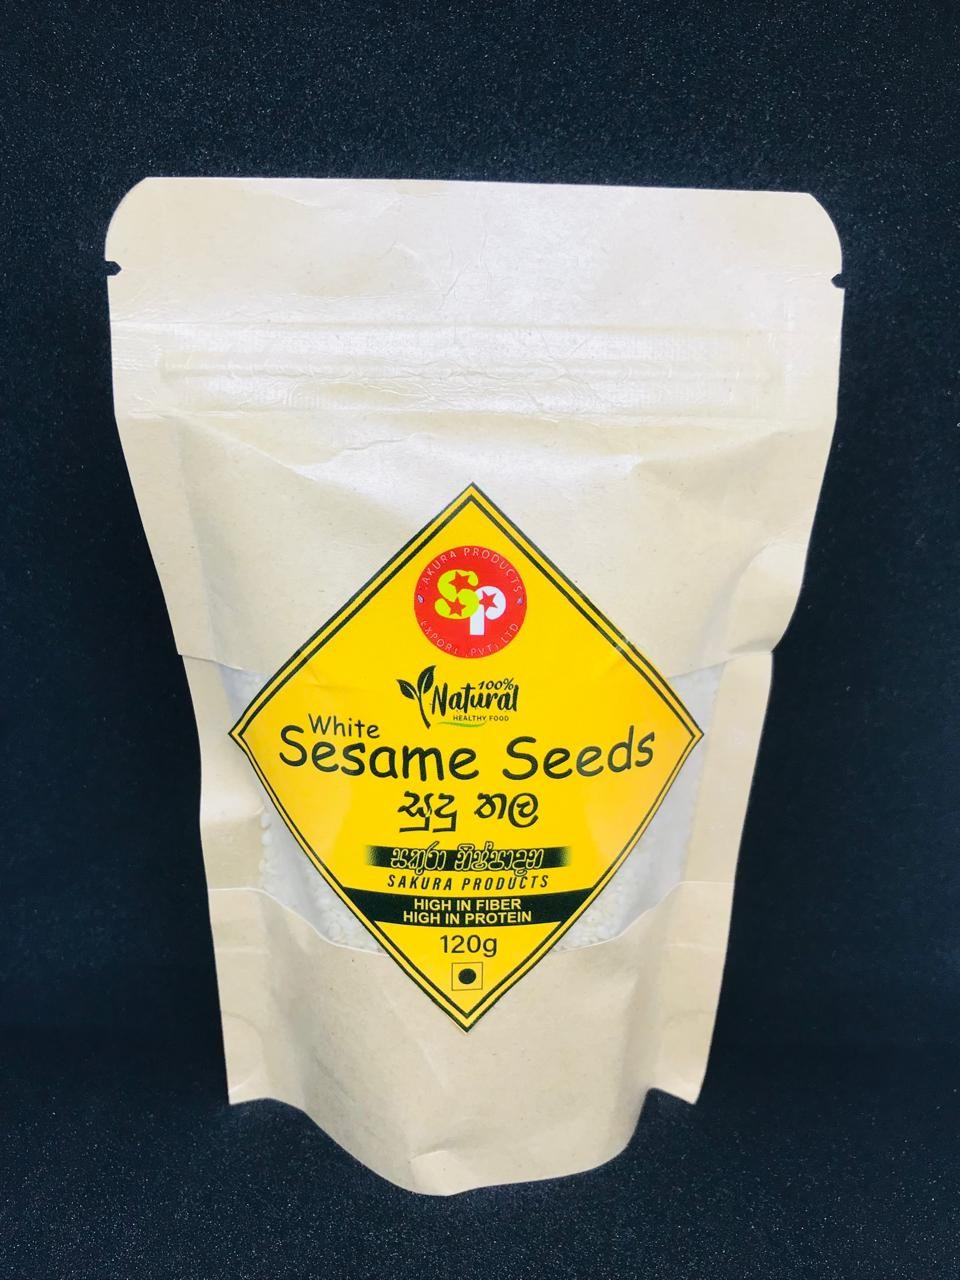 SAKURA PRODUCTS
SP
EXPORT (PVT) LTD
100%
Natural
HEALTHY FOOD
White
Sesame Seeds
සුදු තල
සකුරා නිෂ්පාදන
SAKURA PRODUCTS
HIGH IN FIBER
HIGH IN PROTEIN
120g